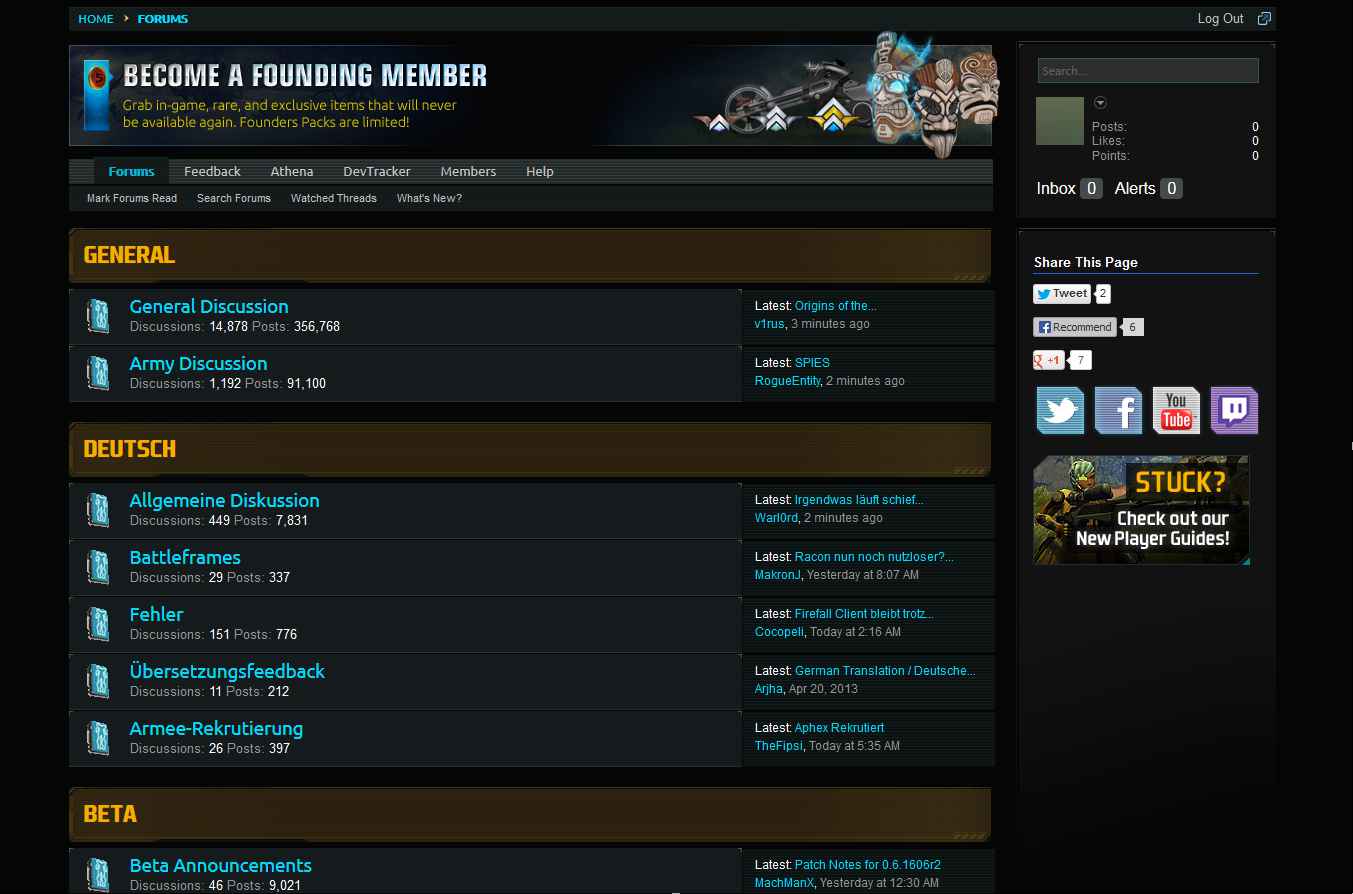 HOME FORUMS
Log Out
BECOME A FOUNDING MEMBER
Grab in-game, rare, and exclusive items that will never
be available again. Founders Packs are limited!
Forums Feedback Athena DevTracker Members Help
Mark Forums Read Search Forums Watched Threads What's New?
GENERAL
General Discussion
Discussions: 14,878 Posts: 356,768
Latest: Origins of the...
v1rus, 3 minutes ago
Army Discussion
Discussions: 1,192 Posts: 91,100
Latest: SPIES
RogueEntity, 2 minutes ago
DEUTSCH
Allgemeine Diskussion
Discussions: 449 Posts: 7,831
Latest: Irgendwas läuft schief...
Warl0rd, 2 minutes ago
Battleframes
Discussions: 29 Posts: 337
Latest: Racon nun noch nutzloser?...
MakronJ, Yesterday at 8:07 AM
Fehler
Discussions: 151 Posts: 776
Latest: Firefall Client bleibt trotz...
Cocopeli, Today at 2:16 AM
Übersetzungsfeedback
Discussions: 11 Posts: 212
Latest: German Translation / Deutsche...
Arjha, Apr 20, 2013
Armee-Rekrutierung
Discussions: 26 Posts: 397
Latest: Aphex Rekrutiert
TheFipsi, Today at 5:35 AM
BETA
Beta Announcements
Discussions: 46 Posts: 9,021
Latest: Patch Notes for 0.6.1606r2
MachManX, Yesterday at 12:30 AM
Search...
Posts: 0
Likes: 0
Points: 0
Inbox 0 Alerts 0
Share This Page
Tweet 2
Recommend 6
+1 7
You
Tube
STUCK?
Check out our
New Player Guides!